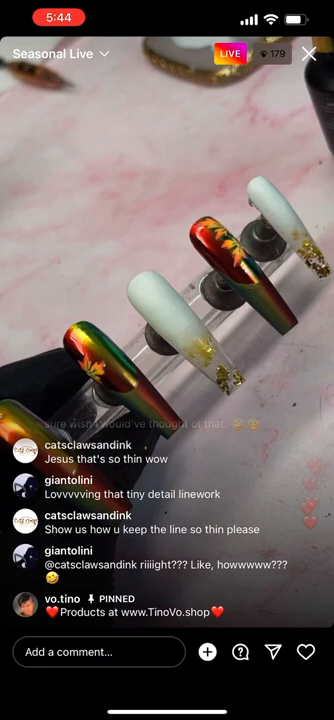 5:44
Seasonal Live
LIVE
179
sure wish I would've thought of that. 😂 😂
catsclawsandink
Jesus that's so thin wow
giantolini
Lovvvvving that tiny detail linework
catsclawsandink
Show us how u keep the line so thin please
giantolini
@catsclawsandink riiiight??? Like, howwwww???
🤣
vo.tino PINNED
❤️Products at www.TinoVo.shop❤️
Add a comment...